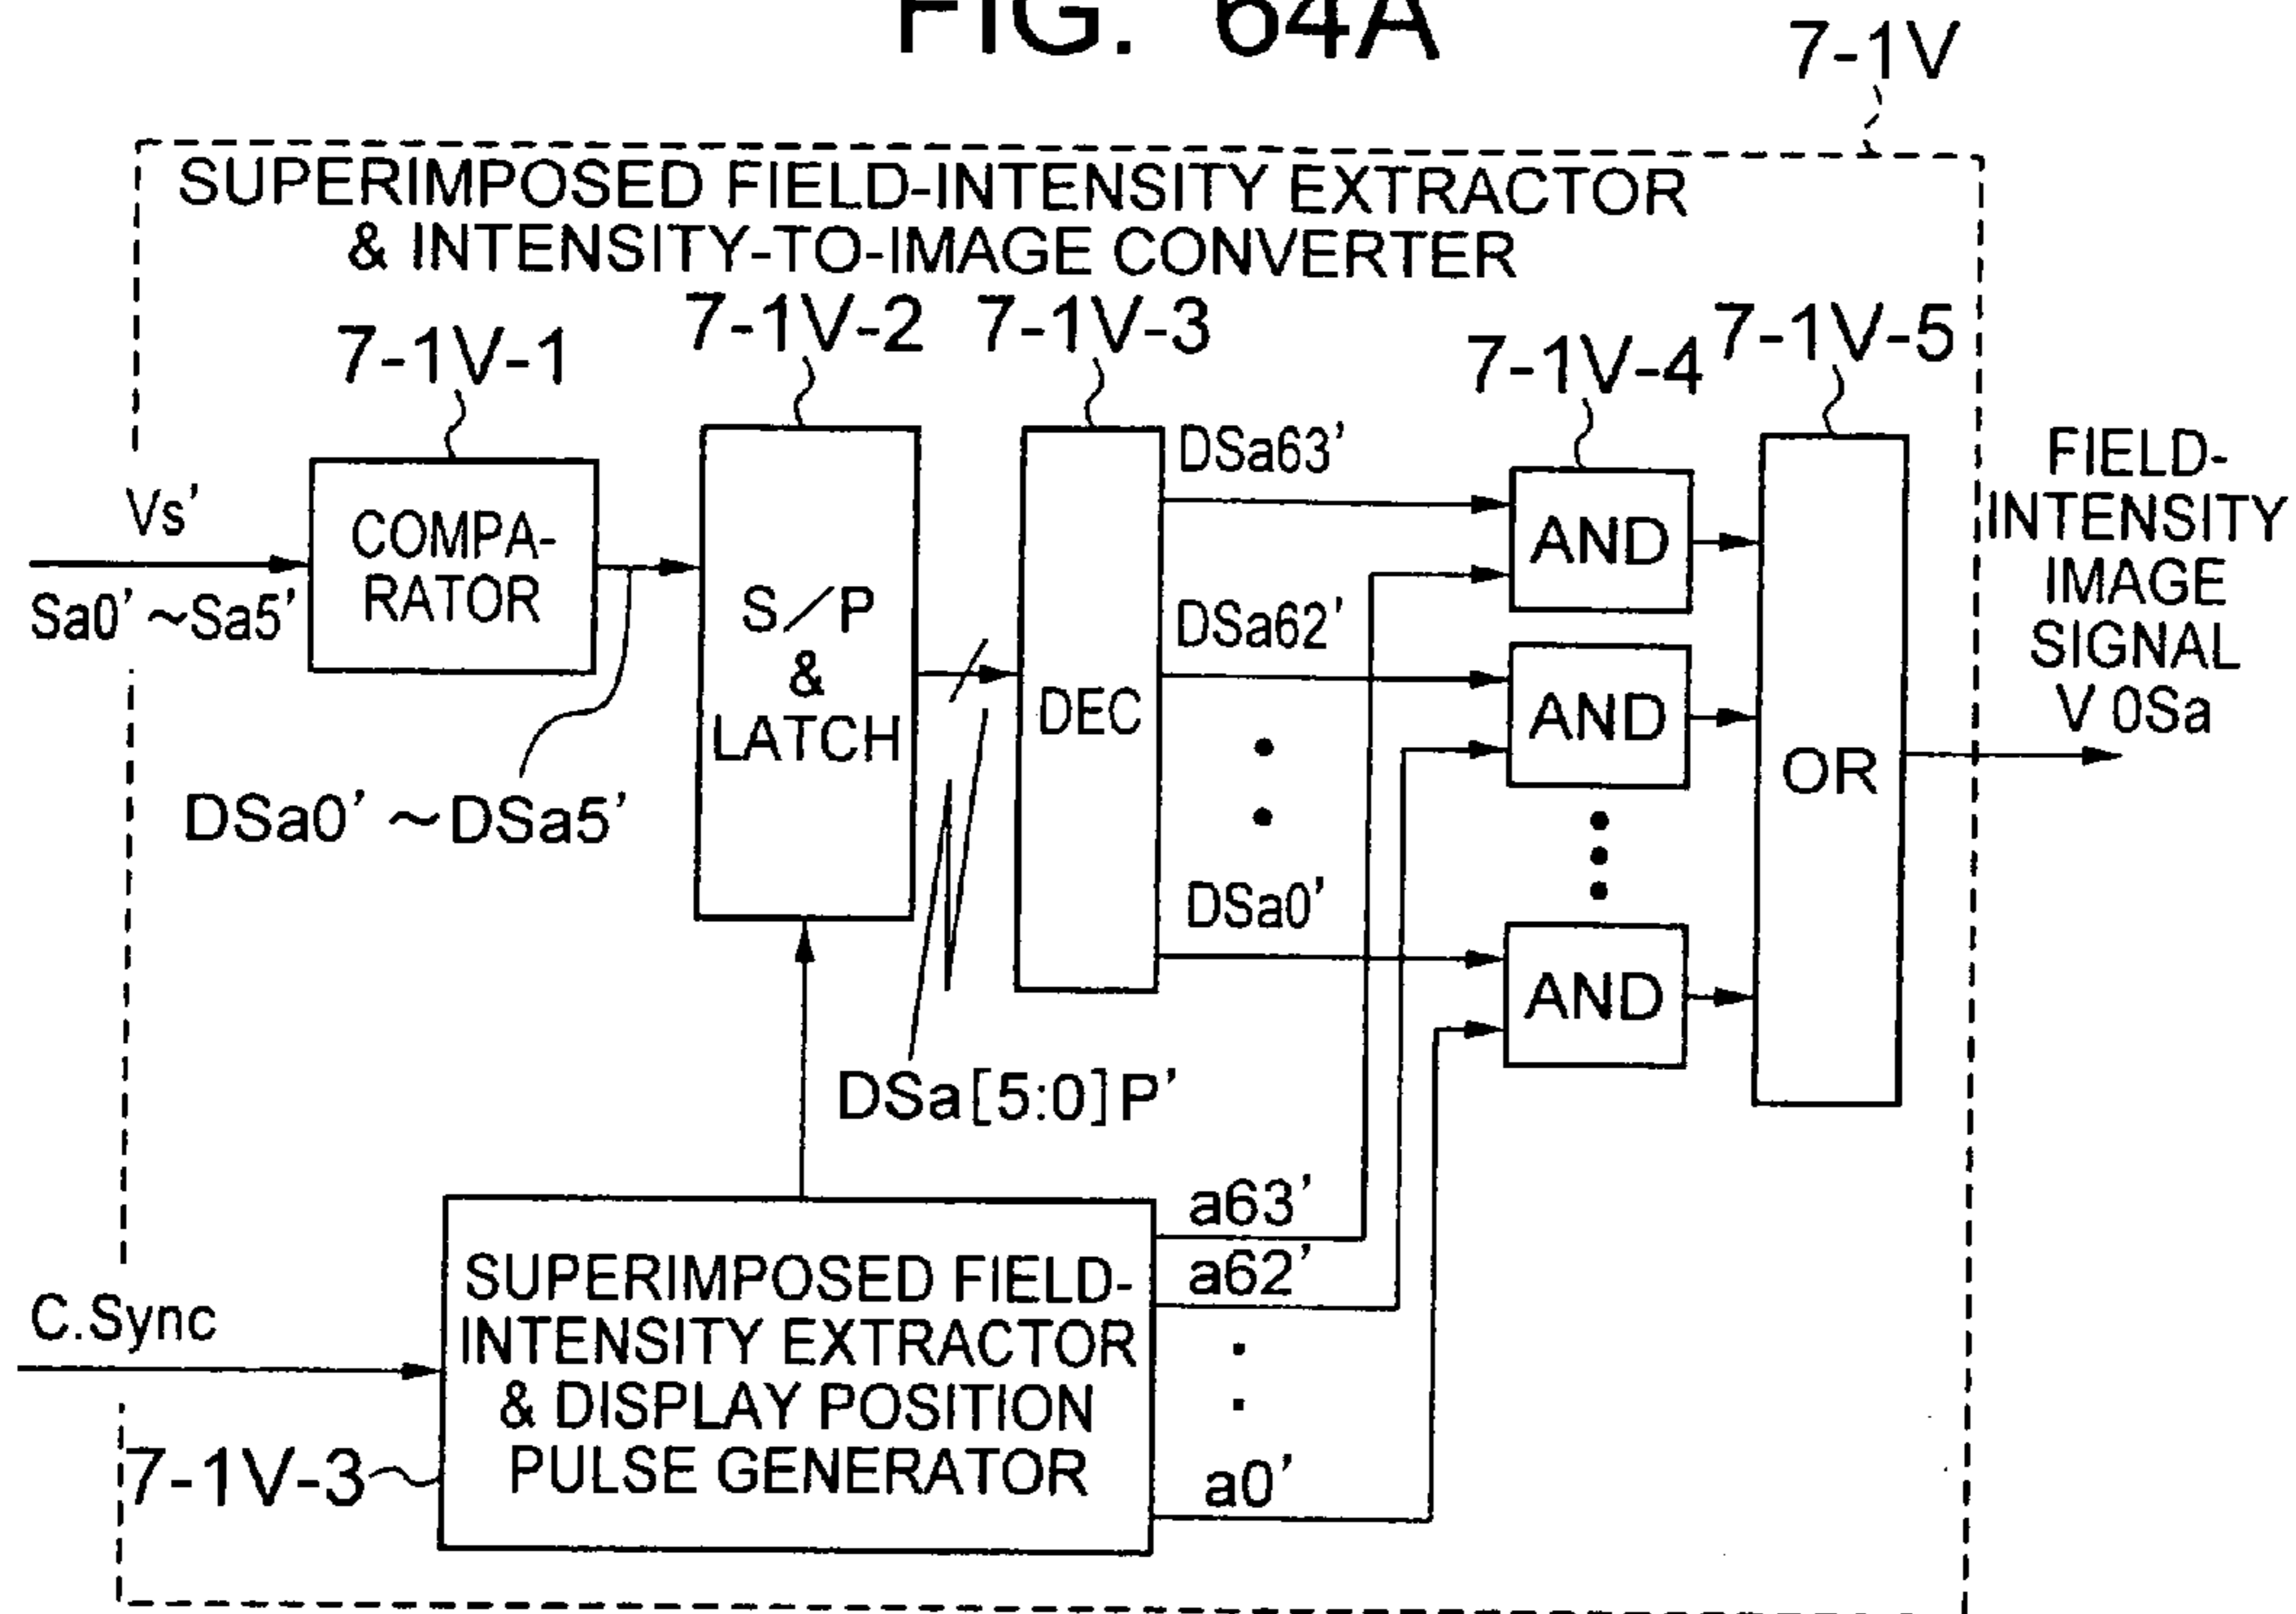 FIG. 64A
7-1V
SUPERIMPOSED FIELD-INTENSITY EXTRACTOR
& INTENSITY-TO-IMAGE CONVERTER
7-1V-1
7-1V-2
7-1V-3
7-1V-4
7-1V-5
Vs'
Sa0' ~Sa5'
COMPA-
RATOR
DSa0' ~DSa5'
S/P
&
LATCH
DSa[5:0]P'
DEC
DSa63'
DSa62'
DSa0'
AND
AND
AND
OR
FIELD-
INTENSITY
IMAGE
SIGNAL
V 0Sa
C.Sync
7-1V-3
SUPERIMPOSED FIELD-
INTENSITY EXTRACTOR
& DISPLAY POSITION
PULSE GENERATOR
a63'
a62'
a0'